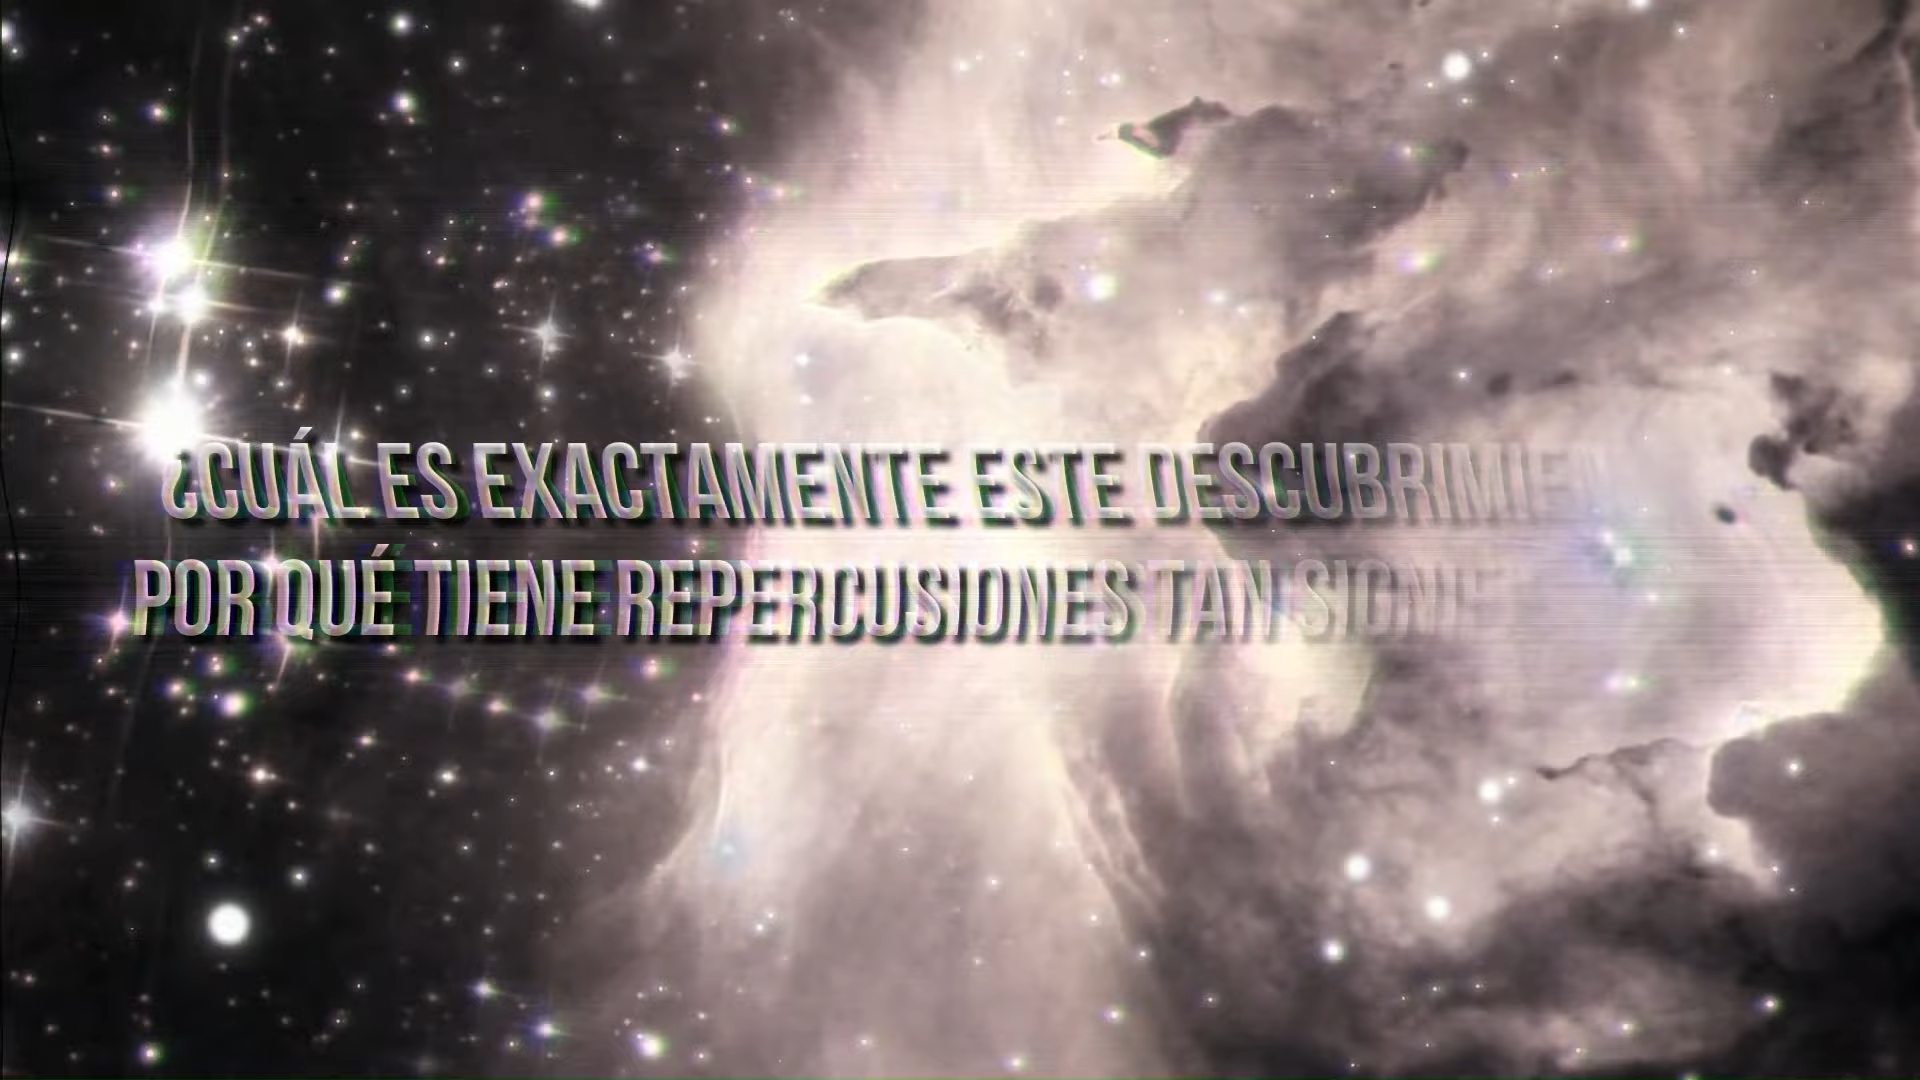 ¿CUÁL ES EXACTAMENTE ESTE
POR QUÉ TIENE REPERCUSIONES TAN